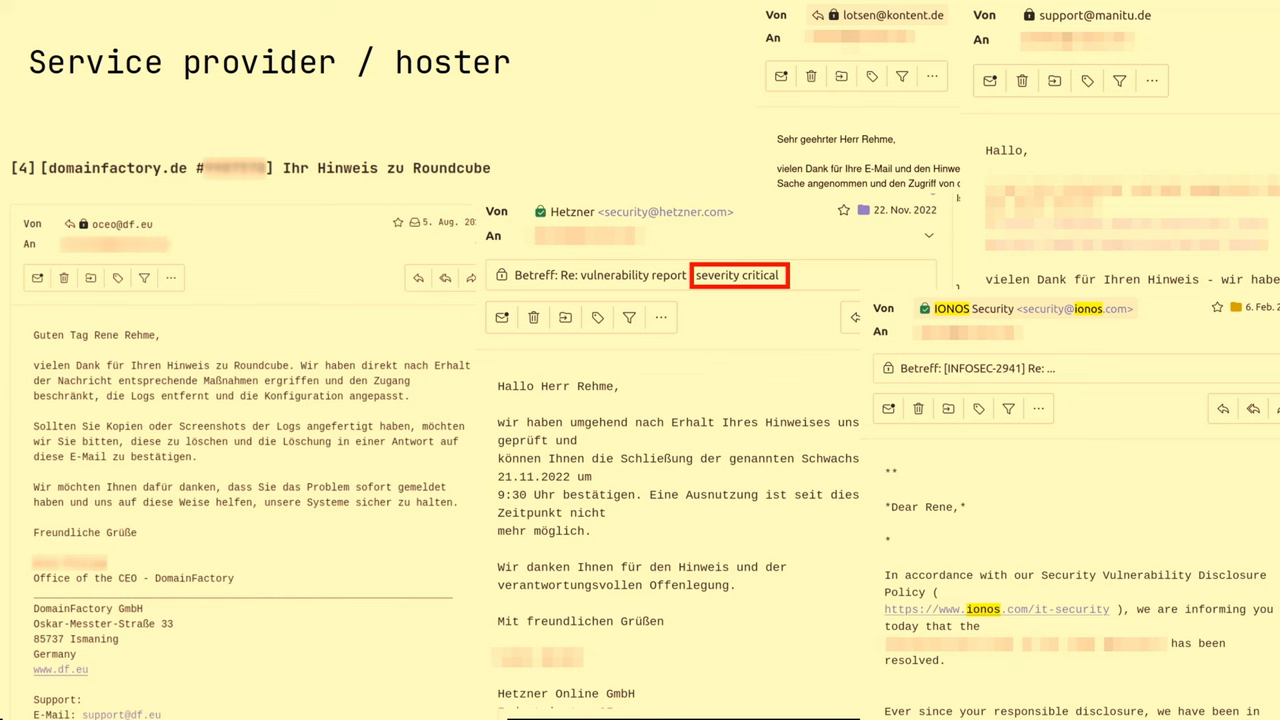 Service provider / hoster
[4][domainfactory.de #
] Ihr Hinweis zu Roundcube
Von
oceo@df.eu
5. Aug. 20
An
Guten Tag Rene Rehme,
vielen Dank für Ihren Hinweis zu Roundcube. Wir haben direkt nach Erhalt
der Nachricht entsprechende Maßnahmen ergriffen und den Zugang
beschränkt, die Logs entfernt und die Konfiguration angepasst.
Sollten Sie Kopien oder Screenshots der Logs angefertigt haben, möchten
wir Sie bitten, diese zu löschen und die Löschung in einer Antwort auf
diese E-Mail zu bestätigen.
Wir möchten Ihnen dafür danken, dass Sie das Problem sofort gemeldet
haben und uns auf diese Weise helfen, unsere Systeme sicher zu halten.
Freundliche Grüße
Office of the CEO - DomainFactory
DomainFactory GmbH
Oskar-Messter-Straße 33
85737 Ismaning
Germany
www.df.eu
Support:
E-Mail: support@df.eu
Von
Hetzner <security@hetzner.com>
22. Nov. 2022
An
Betreff: Re: vulnerability report severity critical
Hallo Herr Rehme,
wir haben umgehend nach Erhalt Ihres Hinweises uns
geprüft und
können Ihnen die Schließung der genannten Schwachs
21.11.2022 um
9:30 Uhr bestätigen. Eine Ausnutzung ist seit dies
Zeitpunkt nicht
mehr möglich.
Wir danken Ihnen für den Hinweis und der
verantwortungsvollen Offenlegung.
Mit freundlichen Grüßen
Hetzner Online GmbH
Von
lotsen@kontent.de
An
Sehr geehrter Herr Rehme,
vielen Dank für Ihre E-Mail und den Hinwe
Sache angenommen und den Zugriff von
Von
support@manitu.de
An
Hallo,
vielen Dank für Ihren Hinweis - wir habe
Von
IONOS Security <security@ionos.com>
6. Feb. 2
An
Betreff: [INFOSEC-2941] Re: ...
**
*Dear Rene,*
*
In accordance with our Security Vulnerability Disclosure
Policy (
https://www.ionos.com/it-security ), we are informing you
today that the
has been
resolved.
Ever since your responsible disclosure, we have been in